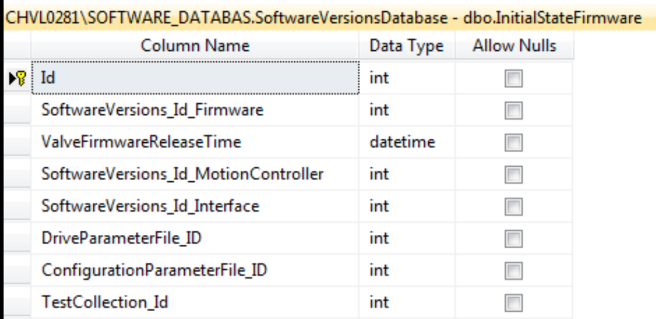 CHVL0281\SOFTWARE_DATABAS.SoftwareVersionsDatabase - dbo.InitialStateFirmware
Column Name Data Type Allow Nulls
Id int
SoftwareVersions_Id_Firmware int
ValveFirmwareReleaseTime datetime
SoftwareVersions_Id_MotionController int
SoftwareVersions_Id_Interface int
DriveParameterFile_ID int
ConfigurationParameterFile_ID int
TestCollection_Id int